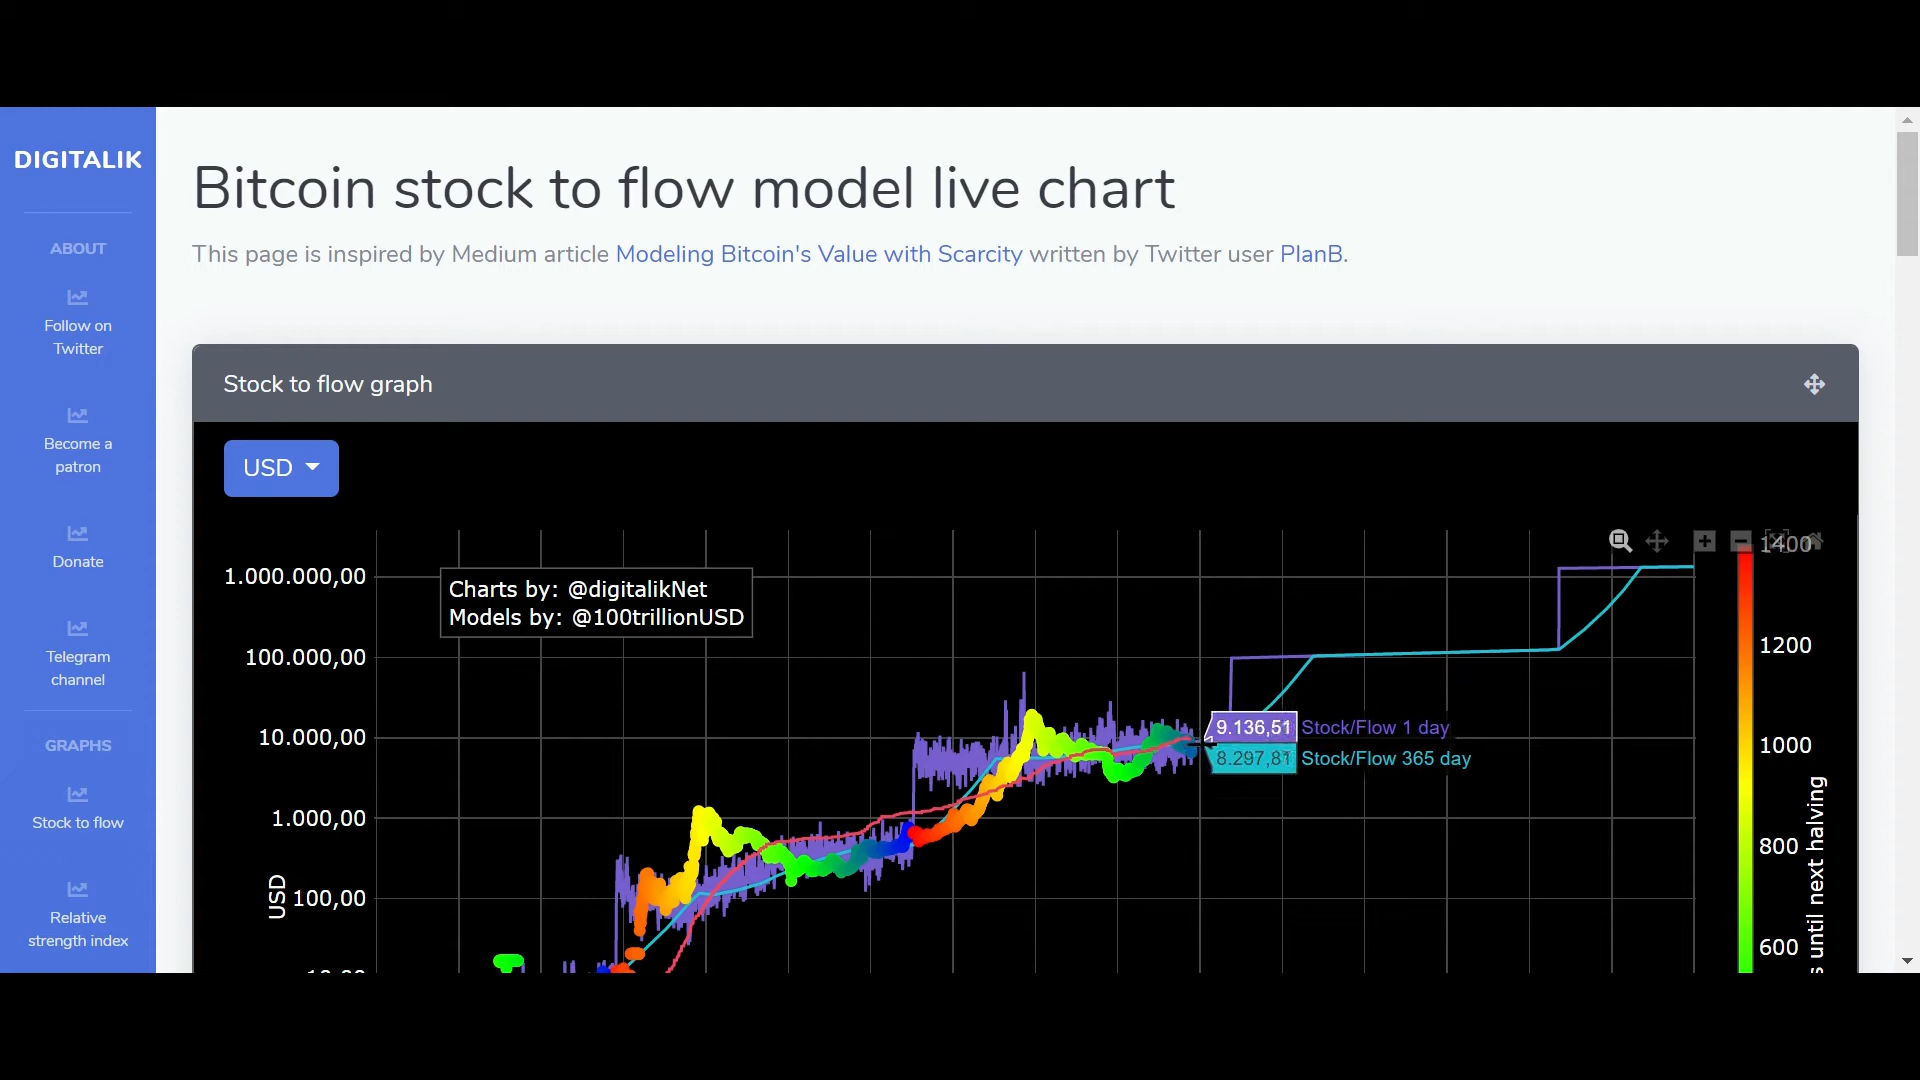 DIGITALIK
ABOUT
Follow on
Twitter
Become a
patron
Donate
Telegram
channel
GRAPHS
Stock to flow
Relative
strength index
Bitcoin stock to flow model live chart
This page is inspired by Medium article Modeling Bitcoin's Value with Scarcity written by Twitter user PlanB.
Stock to flow graph
USD
Charts by: @digitalikNet
Models by: @100trillionUSD
1.000.000,00
100.000,00
10.000,00
1.000,00
100,00
USD
9.136,51 Stock/Flow 1 day
8.297,81 Stock/Flow 365 day
1400
1200
1000
800
600
until next halving